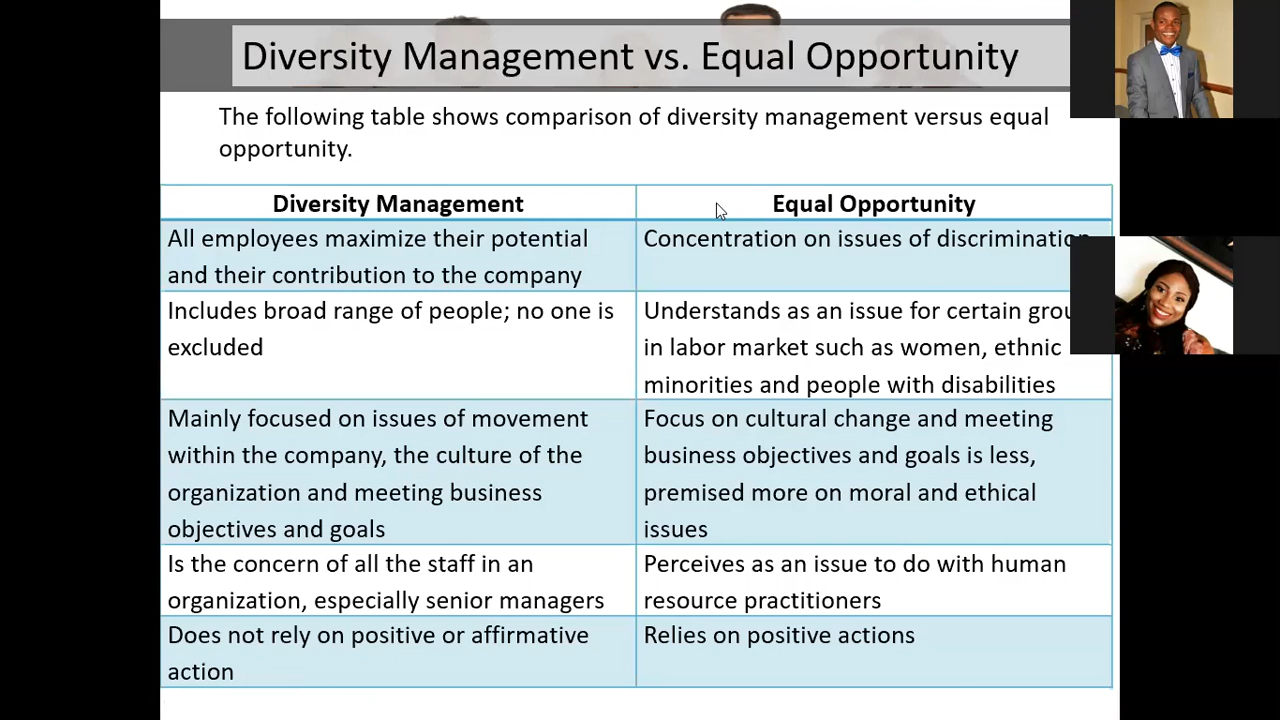 Diversity Management vs. Equal Opportunity
The following table shows comparison of diversity management versus equal
opportunity.
Diversity Management
Equal Opportunity
All employees maximize their potential
and their contribution to the company
Concentration on issues of discrimination
Includes broad range of people; no one is
excluded
Understands as an issue for certain
in labor market such as women, ethnic
minorities and people with disabilities
Mainly focused on issues of movement
within the company, the culture of the
organization and meeting business
objectives and goals
Focus on cultural change and meeting
business objectives and goals is less,
premised more on moral and ethical
issues
Is the concern of all the staff in an
organization, especially senior managers
Perceives as an issue to do with human
resource practitioners
Does not rely on positive or affirmative
action
Relies on positive actions